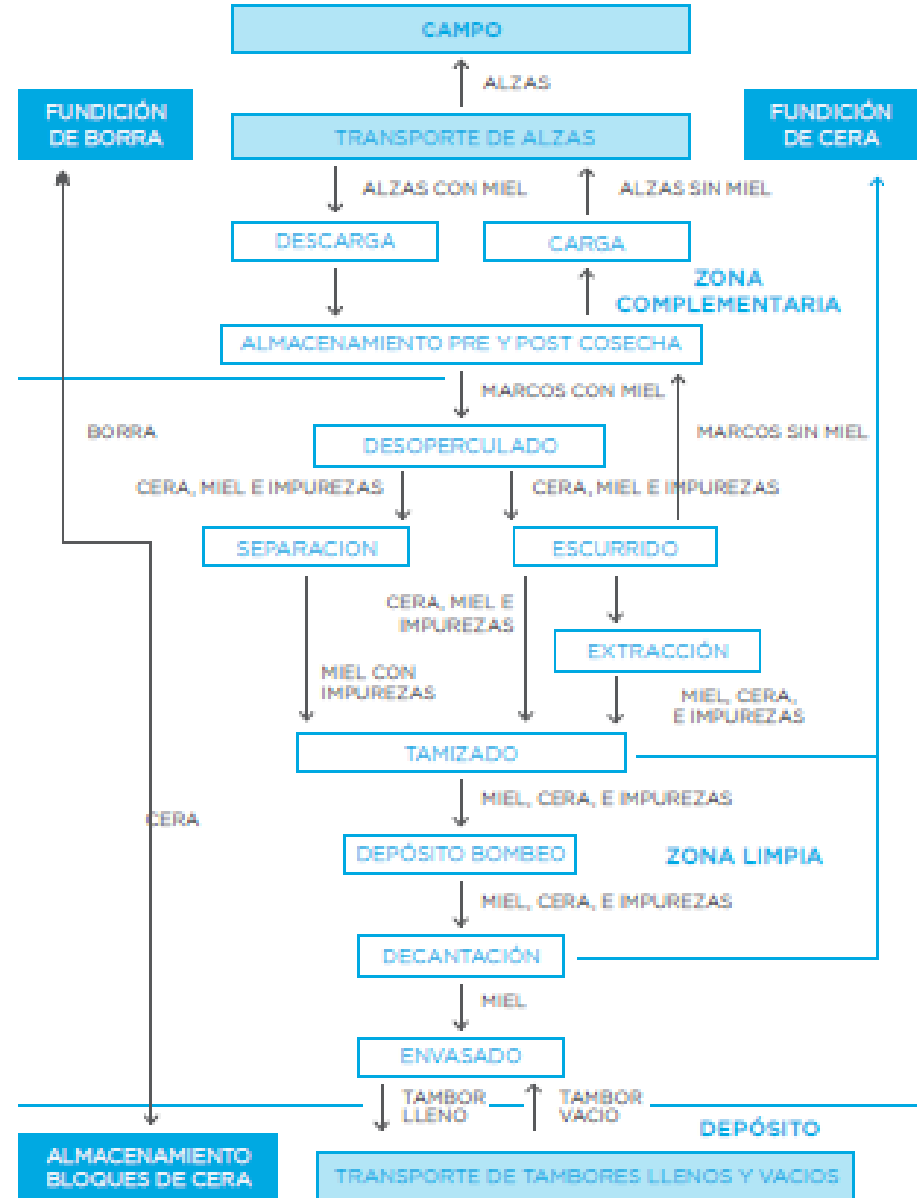 CAMPO
ALZAS
FUNDICIÓN
DE BORRA
TRANSPORTE DE ALZAS
FUNDICIÓN
DE CERA
ALZAS CON MIEL
ALZAS SIN MIEL
DESCARGA
CARGA
ZONA
COMPLEMENTARIA
ALMACENAMIENTO PRE Y POST COSECHA
MARCOS CON MIEL
BORRA
MARCOS SIN MIEL
DESOPERCULADO
CERA, MIEL E IMPUREZAS
CERA, MIEL E IMPUREZAS
SEPARACION
ESCURRIDO
CERA, MIEL E
IMPUREZAS
EXTRACCIÓN
MIEL CON
IMPUREZAS
MIEL, CERA,
E IMPUREZAS
TAMIZADO
MIEL, CERA, E IMPUREZAS
CERA
DEPÓSITO BOMBEO
ZONA LIMPIA
MIEL, CERA, E IMPUREZAS
DECANTACIÓN
MIEL
ENVASADO
TAMBOR
LLENO
TAMBOR
VACIO
DEPÓSITO
ALMACENAMIENTO
BLOQUES DE CERA
TRANSPORTE DE TAMBORES LLENOS Y VACIOS